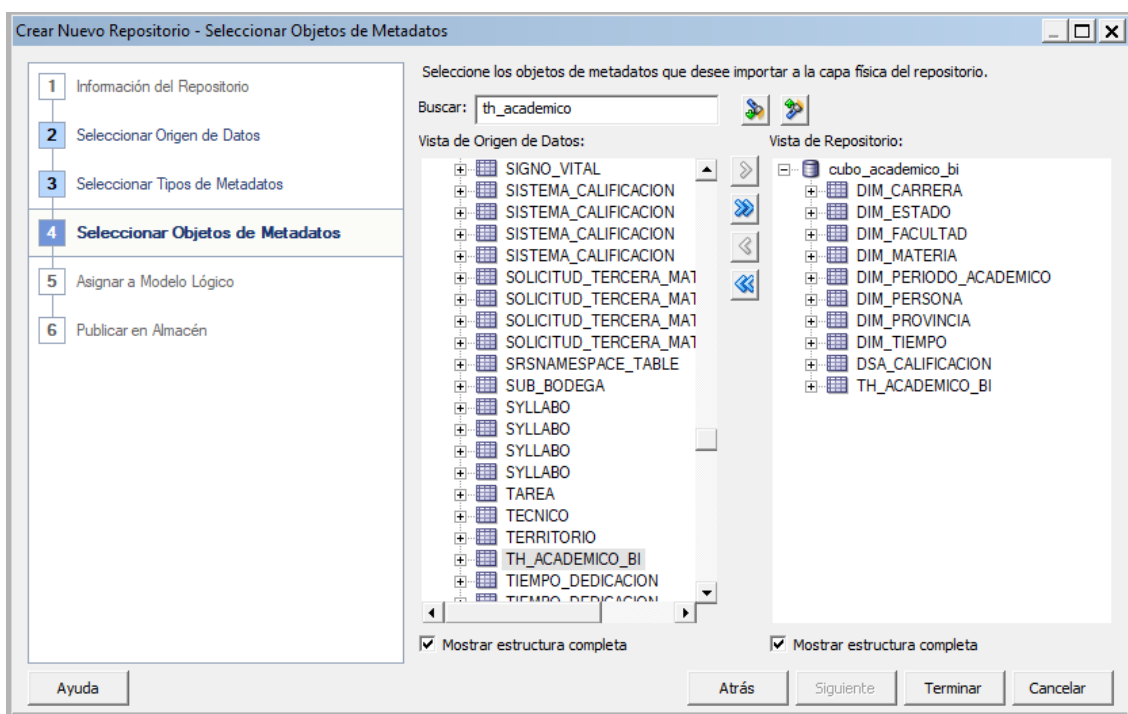 Crear Nuevo Repositorio - Seleccionar Objetos de Metadatos
1 Información del Repositorio
2 Seleccionar Origen de Datos
3 Seleccionar Tipos de Metadatos
4 Seleccionar Objetos de Metadatos
5 Asignar a Modelo Lógico
6 Publicar en Almacén
Seleccione los objetos de metadatos que desee importar a la capa física del repositorio.
Buscar: th_academico
Vista de Origen de Datos:
SIGNO_VITAL
SISTEMA_CALIFICACION
SISTEMA_CALIFICACION
SISTEMA_CALIFICACION
SISTEMA_CALIFICACION
SOLICITUD_TERCERA_MAT
SOLICITUD_TERCERA_MAT
SOLICITUD_TERCERA_MAT
SOLICITUD_TERCERA_MAT
SRSNAMESPACE_TABLE
SUB_BODEGA
SYLLABO
SYLLABO
SYLLABO
SYLLABO
TAREA
TECNICO
TERRITORIO
TH_ACADEMICO_BI
TIEMPO_DEDICACION
TIEMPO_DEDICACION
Mostrar estructura completa
Vista de Repositorio:
cubo_academico_bi
DIM_CARRERA
DIM_ESTADO
DIM_FACULTAD
DIM_MATERIA
DIM_PERIODO_ACADEMICO
DIM_PERSONA
DIM_PROVINCIA
DIM_TIEMPO
DSA_CALIFICACION
TH_ACADEMICO_BI
Mostrar estructura completa
Ayuda
Atrás
Siguiente
Terminar
Cancelar